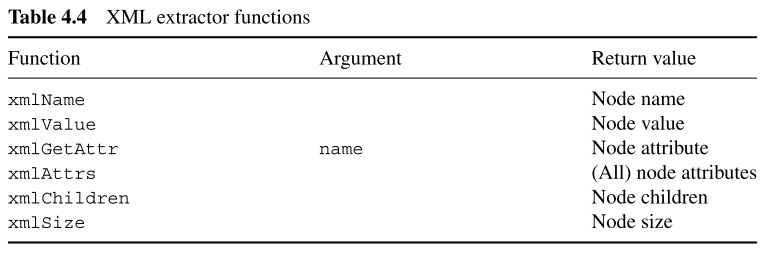 Table 4.4 XML extractor functions
Function Argument Return value
xmlName Node name
xmlValue Node value
xmlGetAttr name Node attribute
xmlAttrs (All) node attributes
xmlChildren Node children
xmlSize Node size